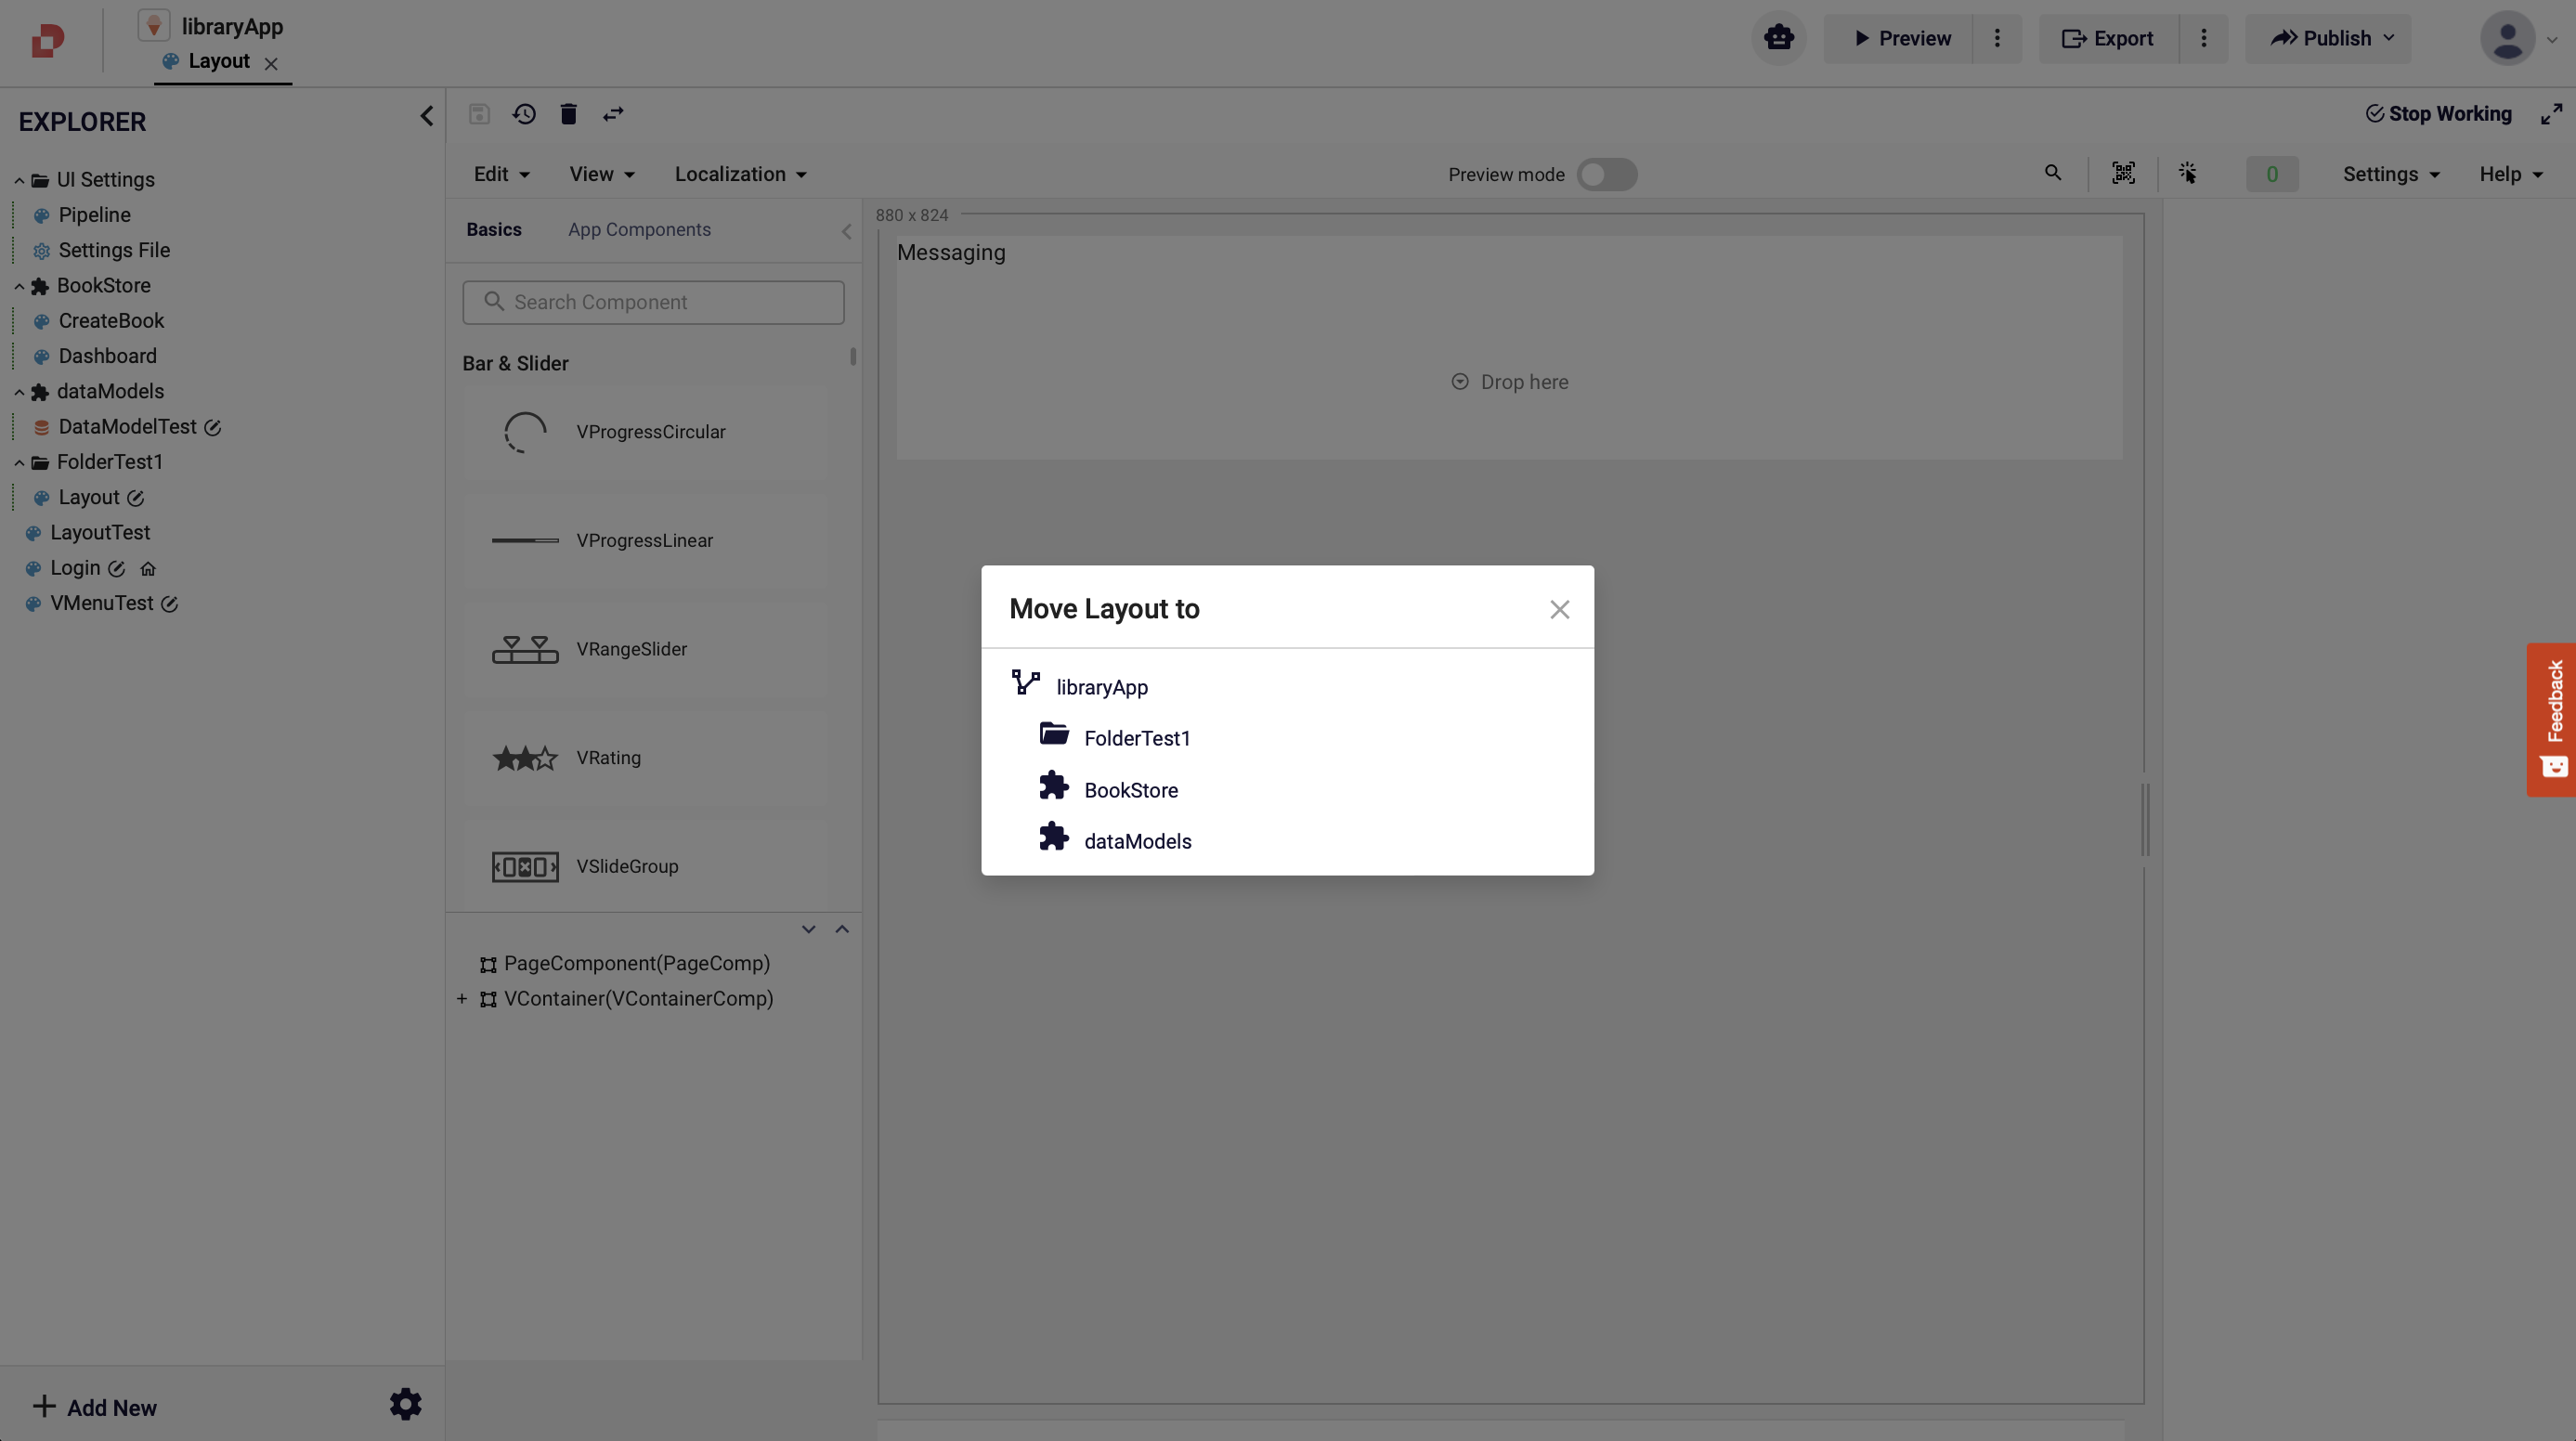 libraryApp
Layout
Preview
Export
Publish
EXPLORER
UI Settings
Pipeline
Settings File
BookStore
CreateBook
Dashboard
dataModels
DataModelTest
FolderTest1
Layout
LayoutTest
Login
VMenuTest
Add New
Stop Working
Edit
View
Localization
Preview mode
0
Settings
Help
Basics
App Components
Search Component
Bar & Slider
VProgressCircular
VProgressLinear
VRangeSlider
VRating
VSlideGroup
PageComponent(PageComp)
+ VContainer(VContainerComp)
880 x 824
Messaging
Drop here
Move Layout to
libraryApp
FolderTest1
BookStore
dataModels
Feedback